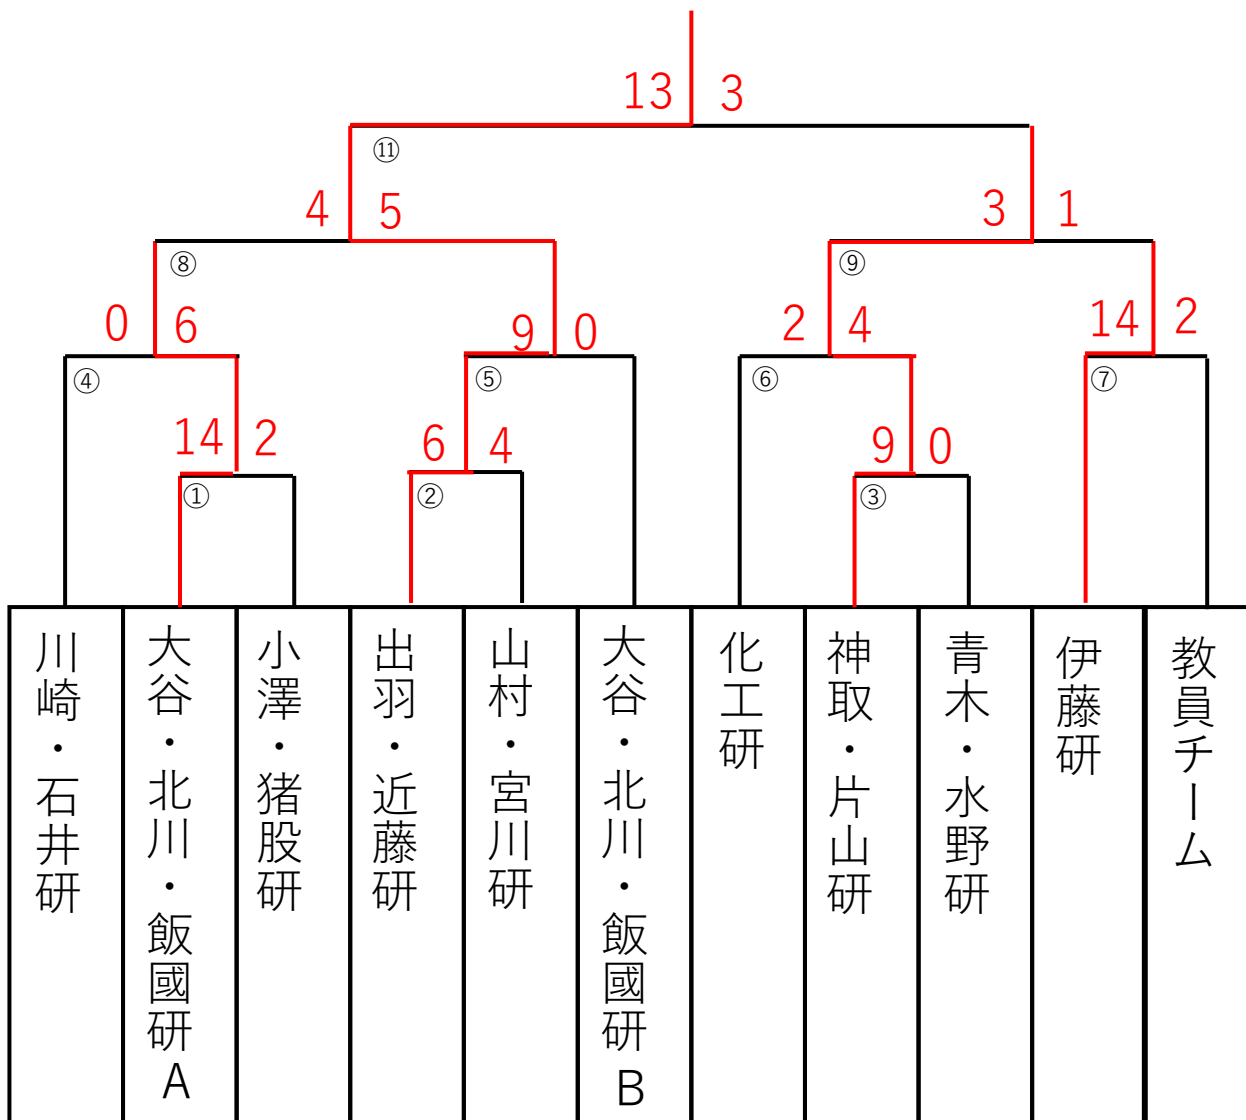 13 3
⑪
4 5
3 1
⑧
⑨
0 6
9 0
2 4
14 2
④
⑤
⑥
⑦
14 2
6 4
9 0
①
②
③
川崎・石井研
大谷・北川・飯國研A
小澤・猪股研
出羽・近藤研
山村・宮川研
大谷・北川・飯國研B
化工研
神取・片山研
青木・水野研
伊藤研
教員チーム